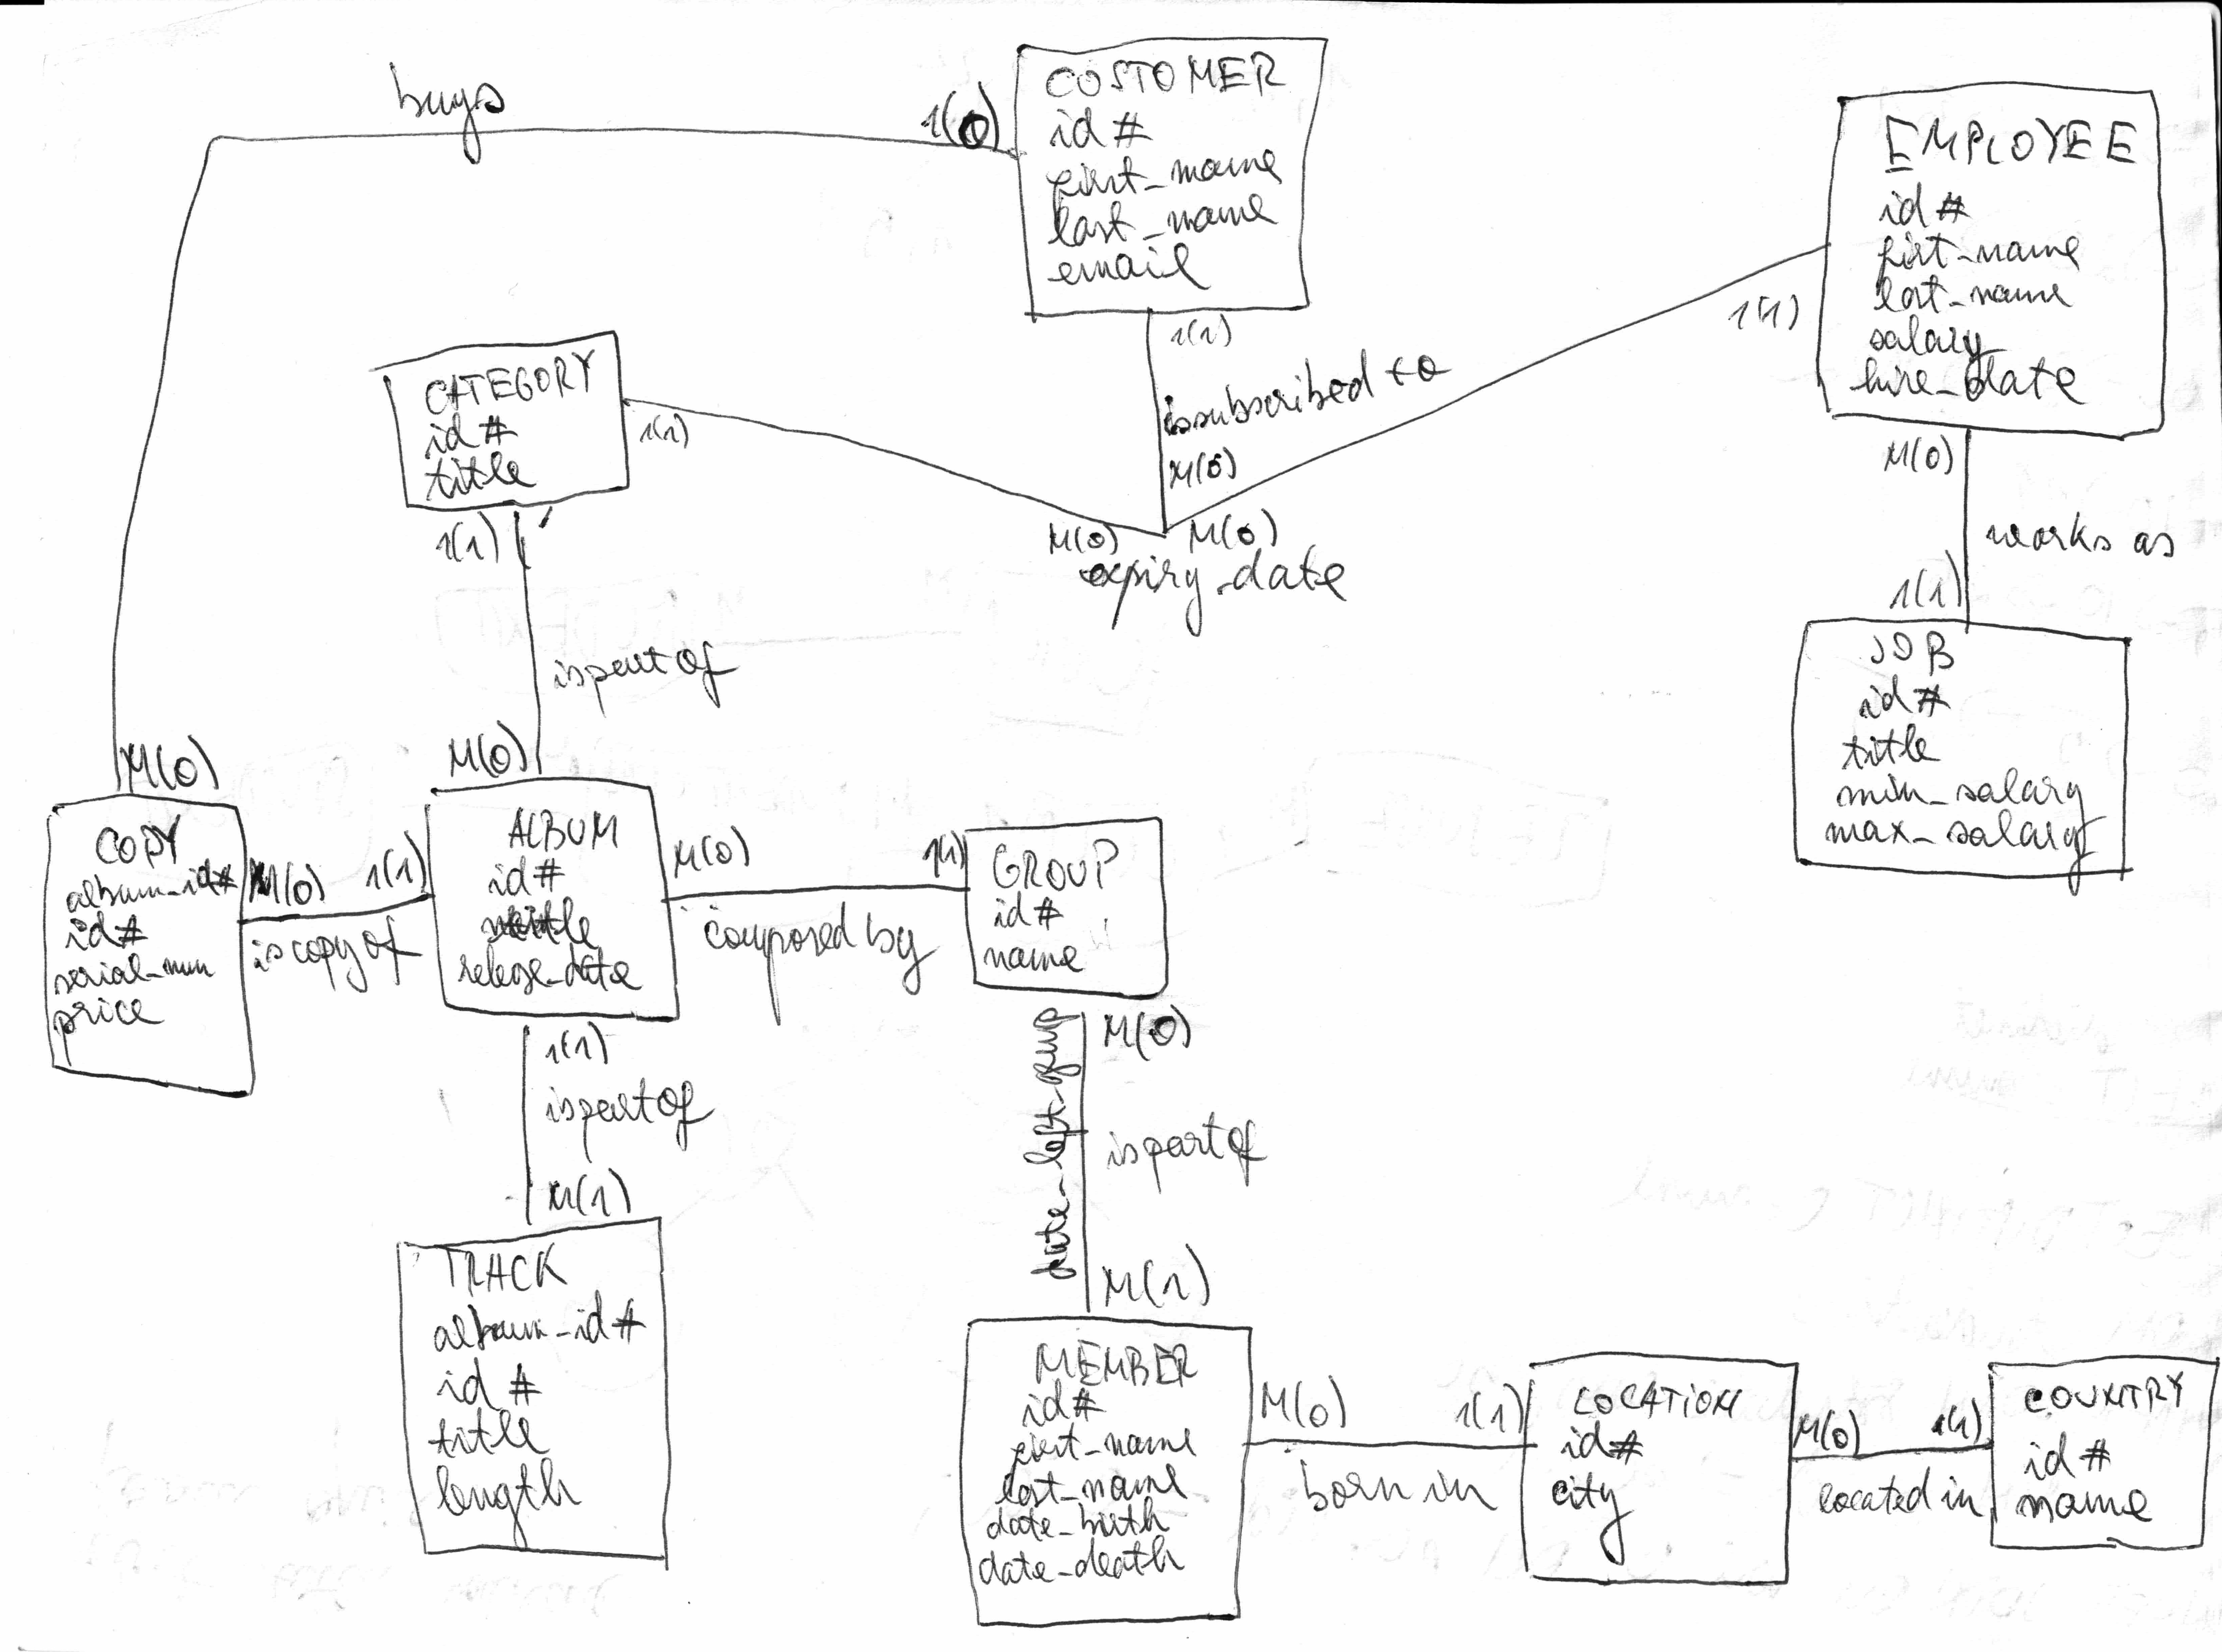 buys
1(0)
COSTOMER
id #
first_name
last_name
email
1(1)
is subscribed to
M(0)
EMPLOYEE
id #
first_name
last_name
salary
hire_date
1(1)
M(0)
works as
1(1)
JOB
id #
title
min_salary
max_salary
CATEGORY
id #
title
1(1)
M(0) M(0)
expiry_date
1(1)
is part of
M(0)
M(0)
COPY
album_id#
id #
serial_num
price
M(0) 1(1)
is copy of
ALBUM
id #
title
relege_date
M(0) 1(1)
composed by
GROUP
id #
name
1(1)
is part of
M(1)
TRACK
album_id #
id #
title
length
M(0)
date_left_group
is part of
M(1)
MEMBER
id #
first_name
last_name
date_birth
date_death
M(0) 1(1)
born in
LOCATION
id #
city
M(0) 1(1)
located in
COUNTRY
id #
name